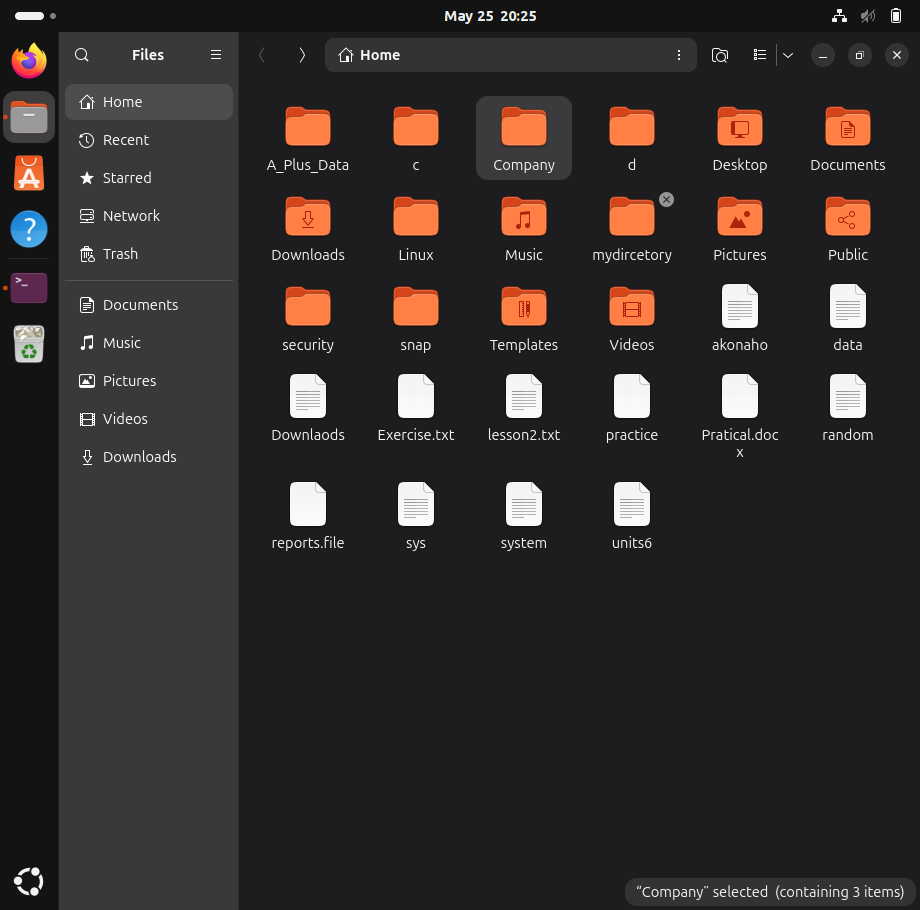 May 25 20:25
Files
Home
Home
Recent
Starred
Network
Trash
Documents
Music
Pictures
Videos
Downloads
A_Plus_Data
c
Company
d
Desktop
Documents
Downloads
Linux
Music
mydircetory
Pictures
Public
security
snap
Templates
Videos
akonaho
data
Downlaods
Exercise.txt
lesson2.txt
practice
Pratical.doc
x
random
reports.file
sys
system
units6
“Company” selected (containing 3 items)